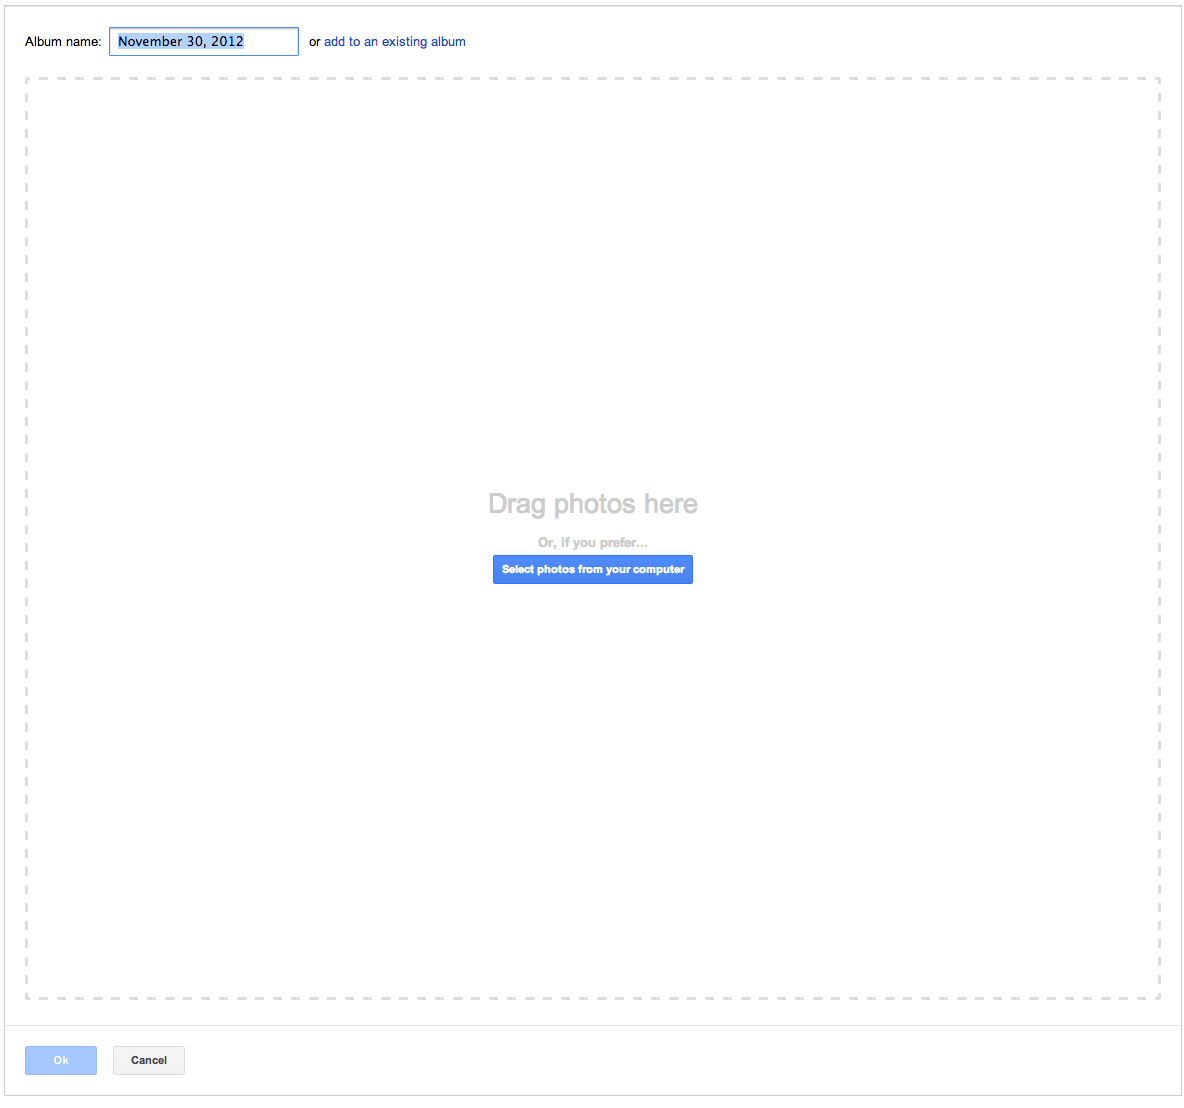 Album name: November 30, 2012 or add to an existing album
Drag photos here
Or, if you prefer...
Select photos from your computer
Ok Cancel